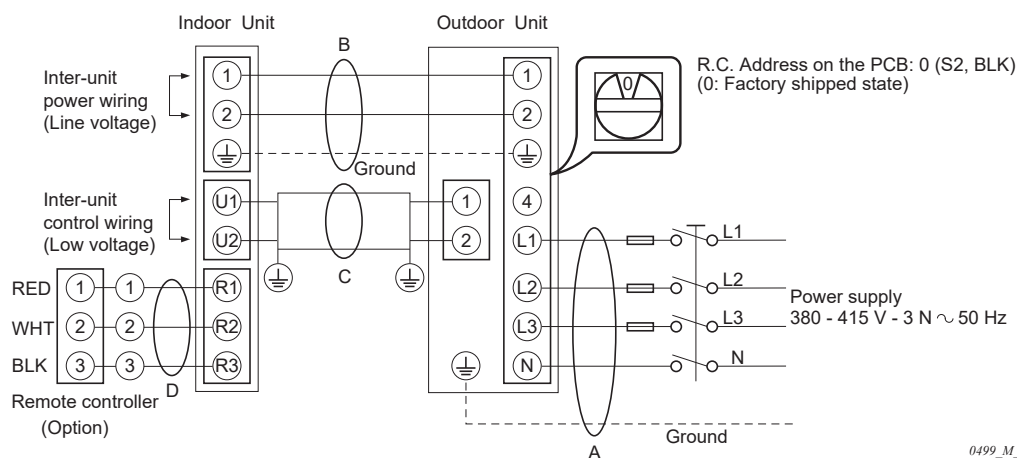 Indoor Unit
Outdoor Unit
B
R.C. Address on the PCB: 0 (S2, BLK)
(0: Factory shipped state)
0
Inter-unit
power wiring
(Line voltage)
1
1
2
2
Ground
Inter-unit
control wiring
(Low voltage)
U1
1
4
U2
2
L1
L1
C
RED
1
1
R1
L2
L2
Power supply
380 - 415 V - 3 N ∼ 50 Hz
WHT
2
2
R2
L3
L3
BLK
3
3
R3
N
N
D
Remote controller
(Option)
Ground
A
0499_M_